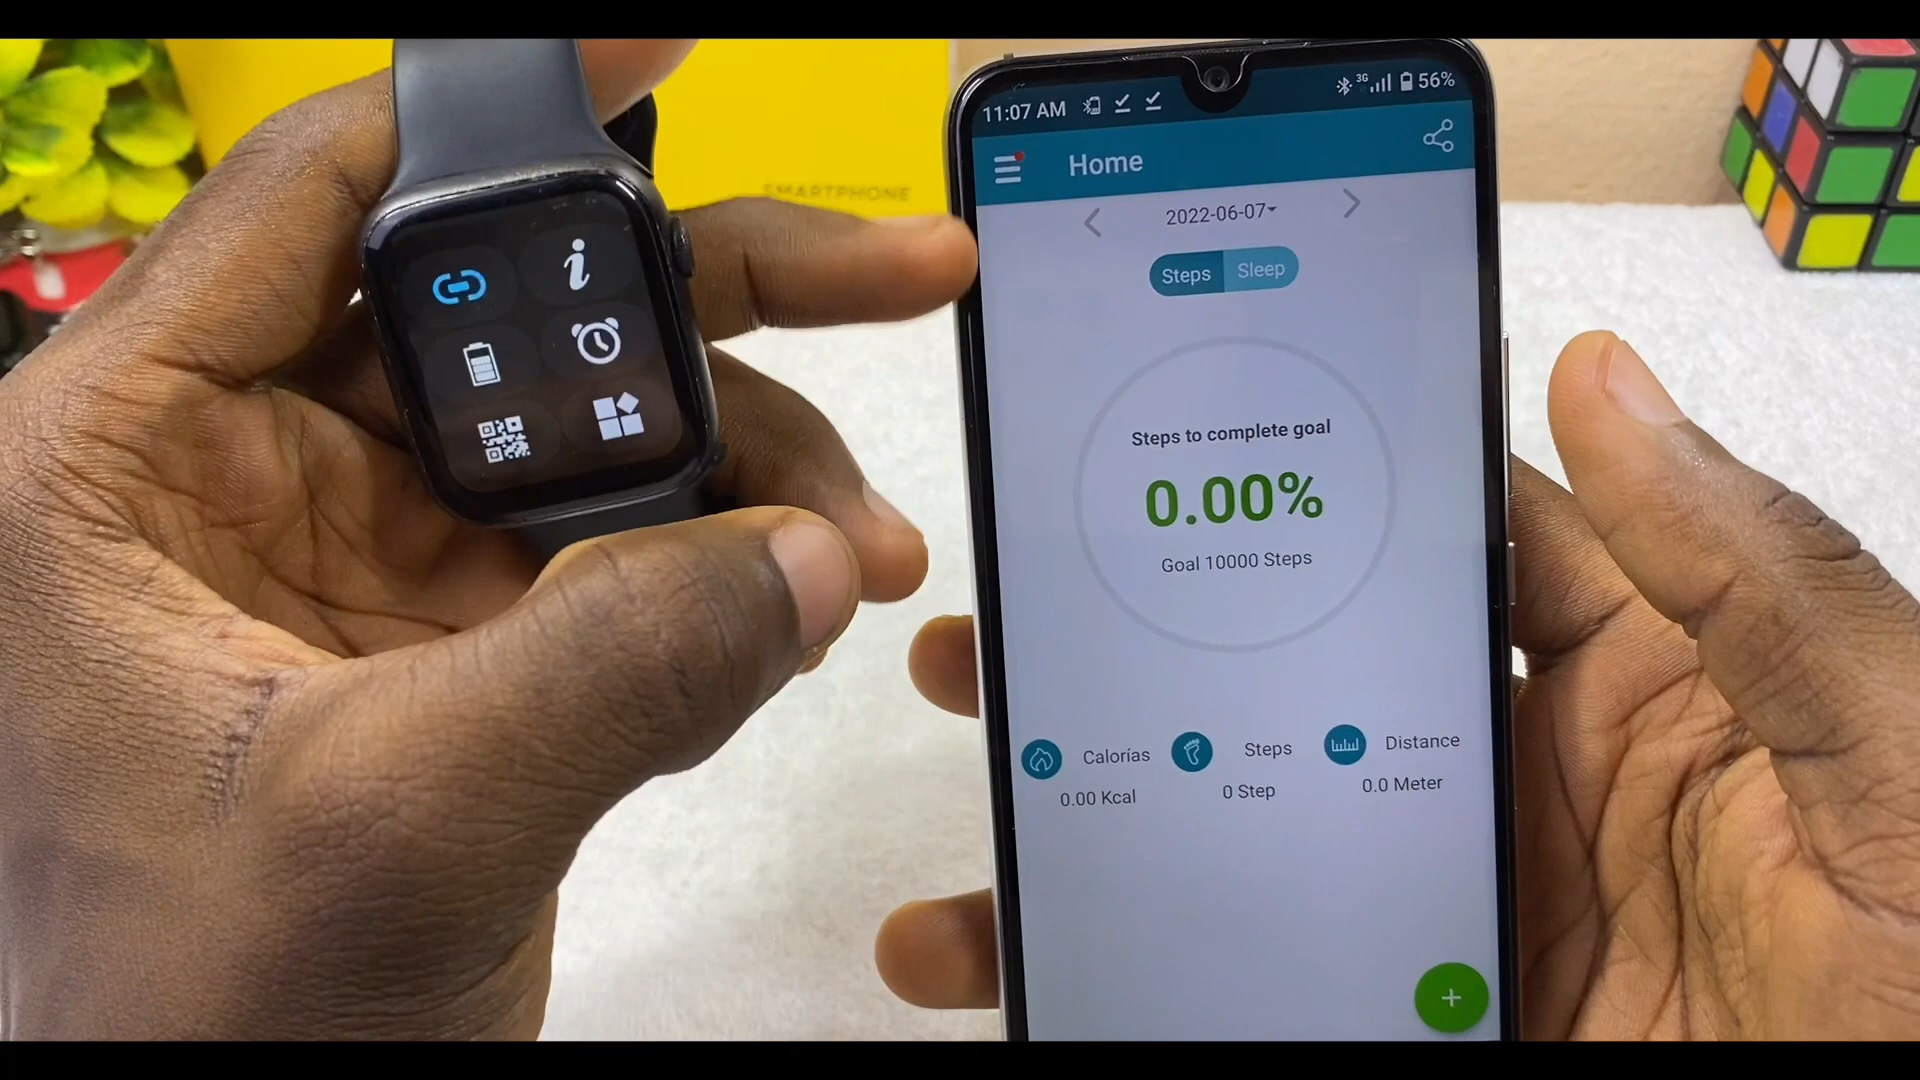 SMARTPHONE
11:07 AM
3G
56%
Home
2022-06-07
Steps
Sleep
Steps to complete goal
0.00%
Goal 10000 Steps
Calorías
Steps
Distance
0.00 Kcal
0 Step
0.0 Meter